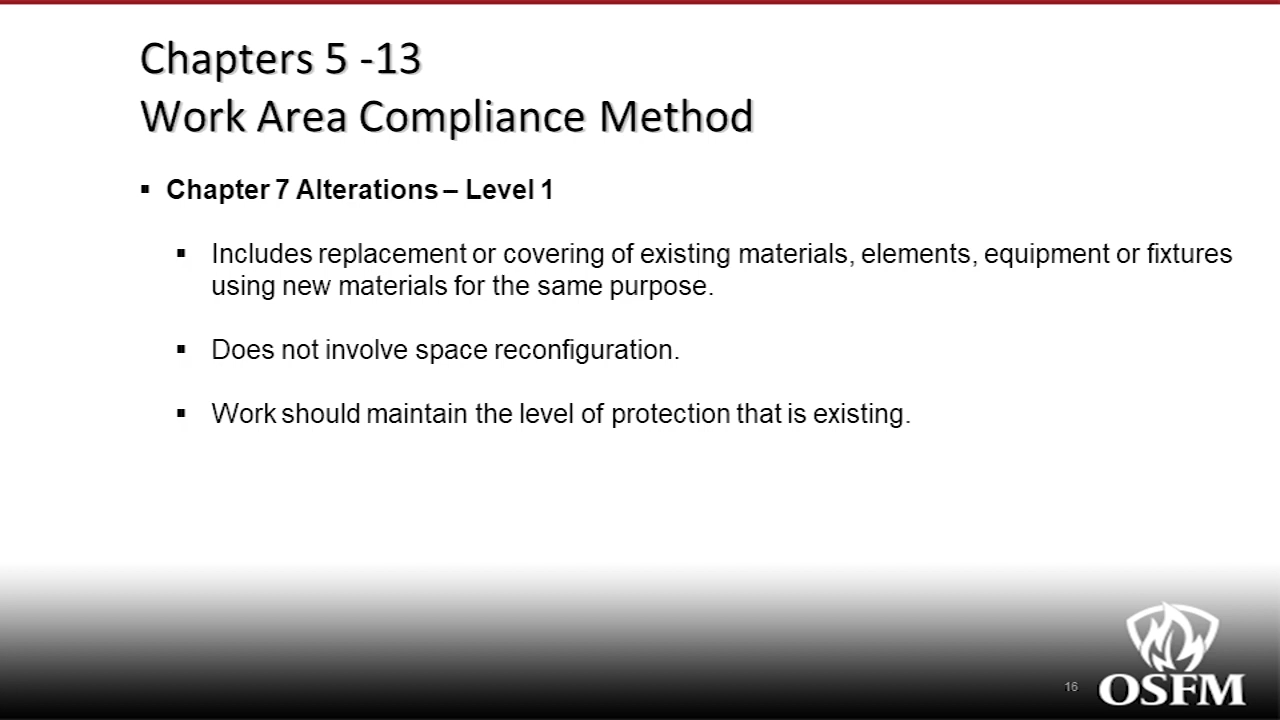 Chapters 5 -13
Work Area Compliance Method
▪ Chapter 7 Alterations – Level 1
▪ Includes replacement or covering of existing materials, elements, equipment or fixtures
using new materials for the same purpose.
▪ Does not involve space reconfiguration.
▪ Work should maintain the level of protection that is existing.
16
OSFM